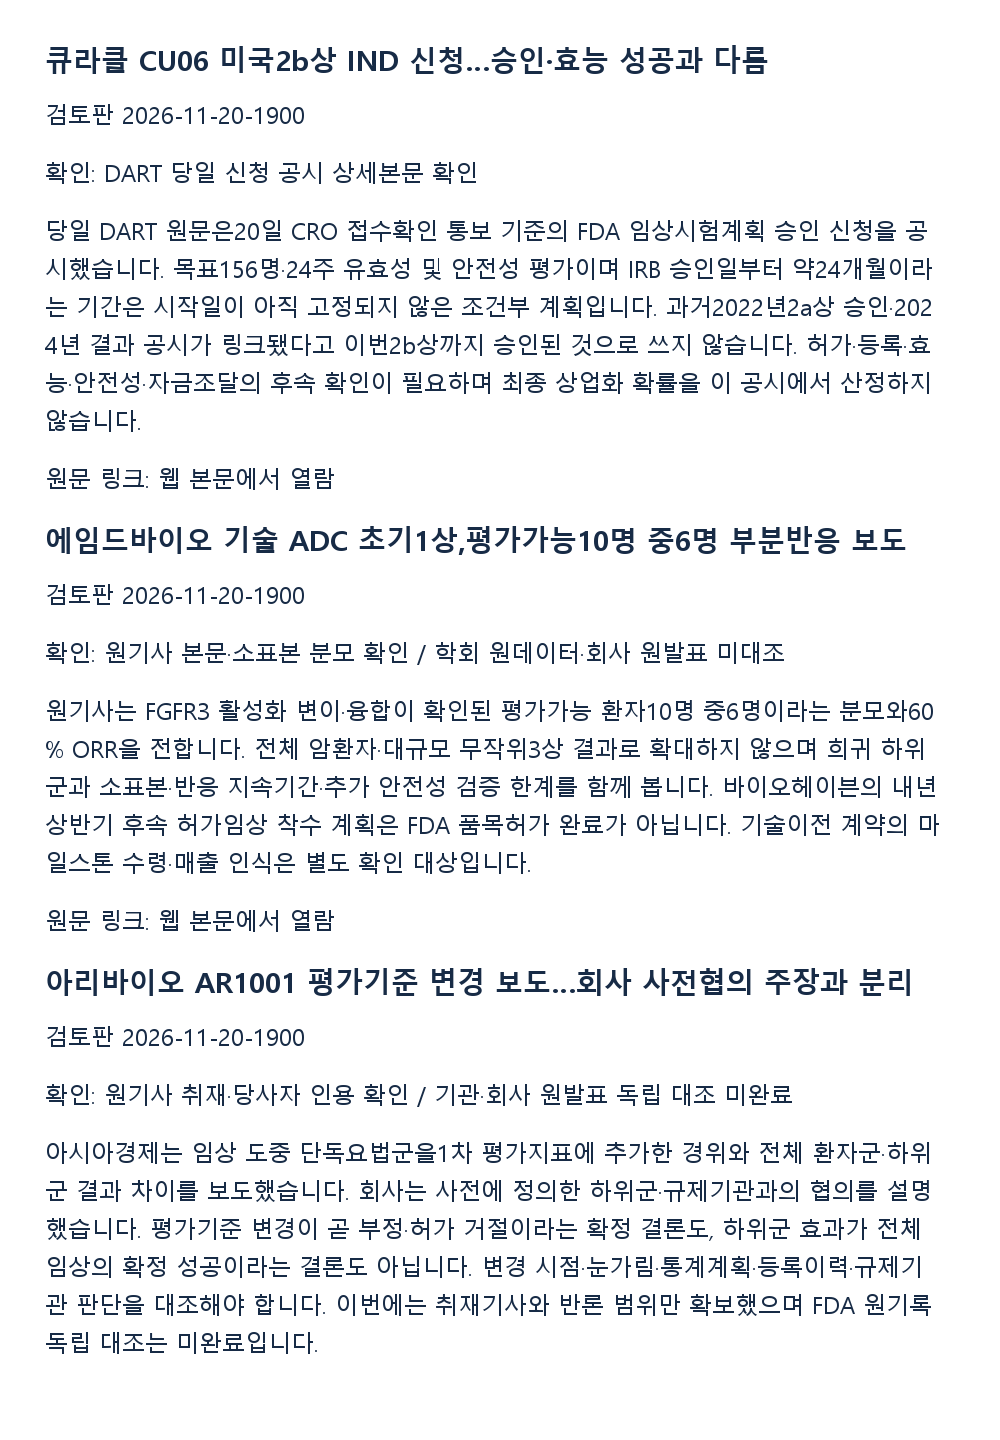 큐라클 CU06 미국2b상 IND 신청...승인·효능 성공과 다름
검토판 2026-11-20-1900
확인: DART 당일 신청 공시 상세본문 확인
당일 DART 원문은20일 CRO 접수확인 통보 기준의 FDA 임상시험계획 승인 신청을 공
시했습니다. 목표156명·24주 유효성 및 안전성 평가이며 IRB 승인일부터 약24개월이라
는 기간은 시작일이 아직 고정되지 않은 조건부 계획입니다. 과거2022년2a상 승인·202
4년 결과 공시가 링크됐다고 이번2b상까지 승인된 것으로 쓰지 않습니다. 허가·등록·효
능·안전성·자금조달의 후속 확인이 필요하며 최종 상업화 확률을 이 공시에서 산정하지
않습니다.
원문 링크: 웹 본문에서 열람
에임드바이오 기술 ADC 초기1상,평가가능10명 중6명 부분반응 보도
검토판 2026-11-20-1900
확인: 원기사 본문·소표본 분모 확인 / 학회 원데이터·회사 원발표 미대조
원기사는 FGFR3 활성화 변이·융합이 확인된 평가가능 환자10명 중6명이라는 분모와60
% ORR을 전합니다. 전체 암환자·대규모 무작위3상 결과로 확대하지 않으며 희귀 하위
군과 소표본·반응 지속기간·추가 안전성 검증 한계를 함께 봅니다. 바이오헤이븐의 내년
상반기 후속 허가임상 착수 계획은 FDA 품목허가 완료가 아닙니다. 기술이전 계약의 마
일스톤 수령·매출 인식은 별도 확인 대상입니다.
원문 링크: 웹 본문에서 열람
아리바이오 AR1001 평가기준 변경 보도...회사 사전협의 주장과 분리
검토판 2026-11-20-1900
확인: 원기사 취재·당사자 인용 확인 / 기관·회사 원발표 독립 대조 미완료
아시아경제는 임상 도중 단독요법군을1차 평가지표에 추가한 경위와 전체 환자군·하위
군 결과 차이를 보도했습니다. 회사는 사전에 정의한 하위군·규제기관과의 협의를 설명
했습니다. 평가기준 변경이 곧 부정·허가 거절이라는 확정 결론도, 하위군 효과가 전체
임상의 확정 성공이라는 결론도 아닙니다. 변경 시점·눈가림·통계계획·등록이력·규제기
관 판단을 대조해야 합니다. 이번에는 취재기사와 반론 범위만 확보했으며 FDA 원기록
독립 대조는 미완료입니다.